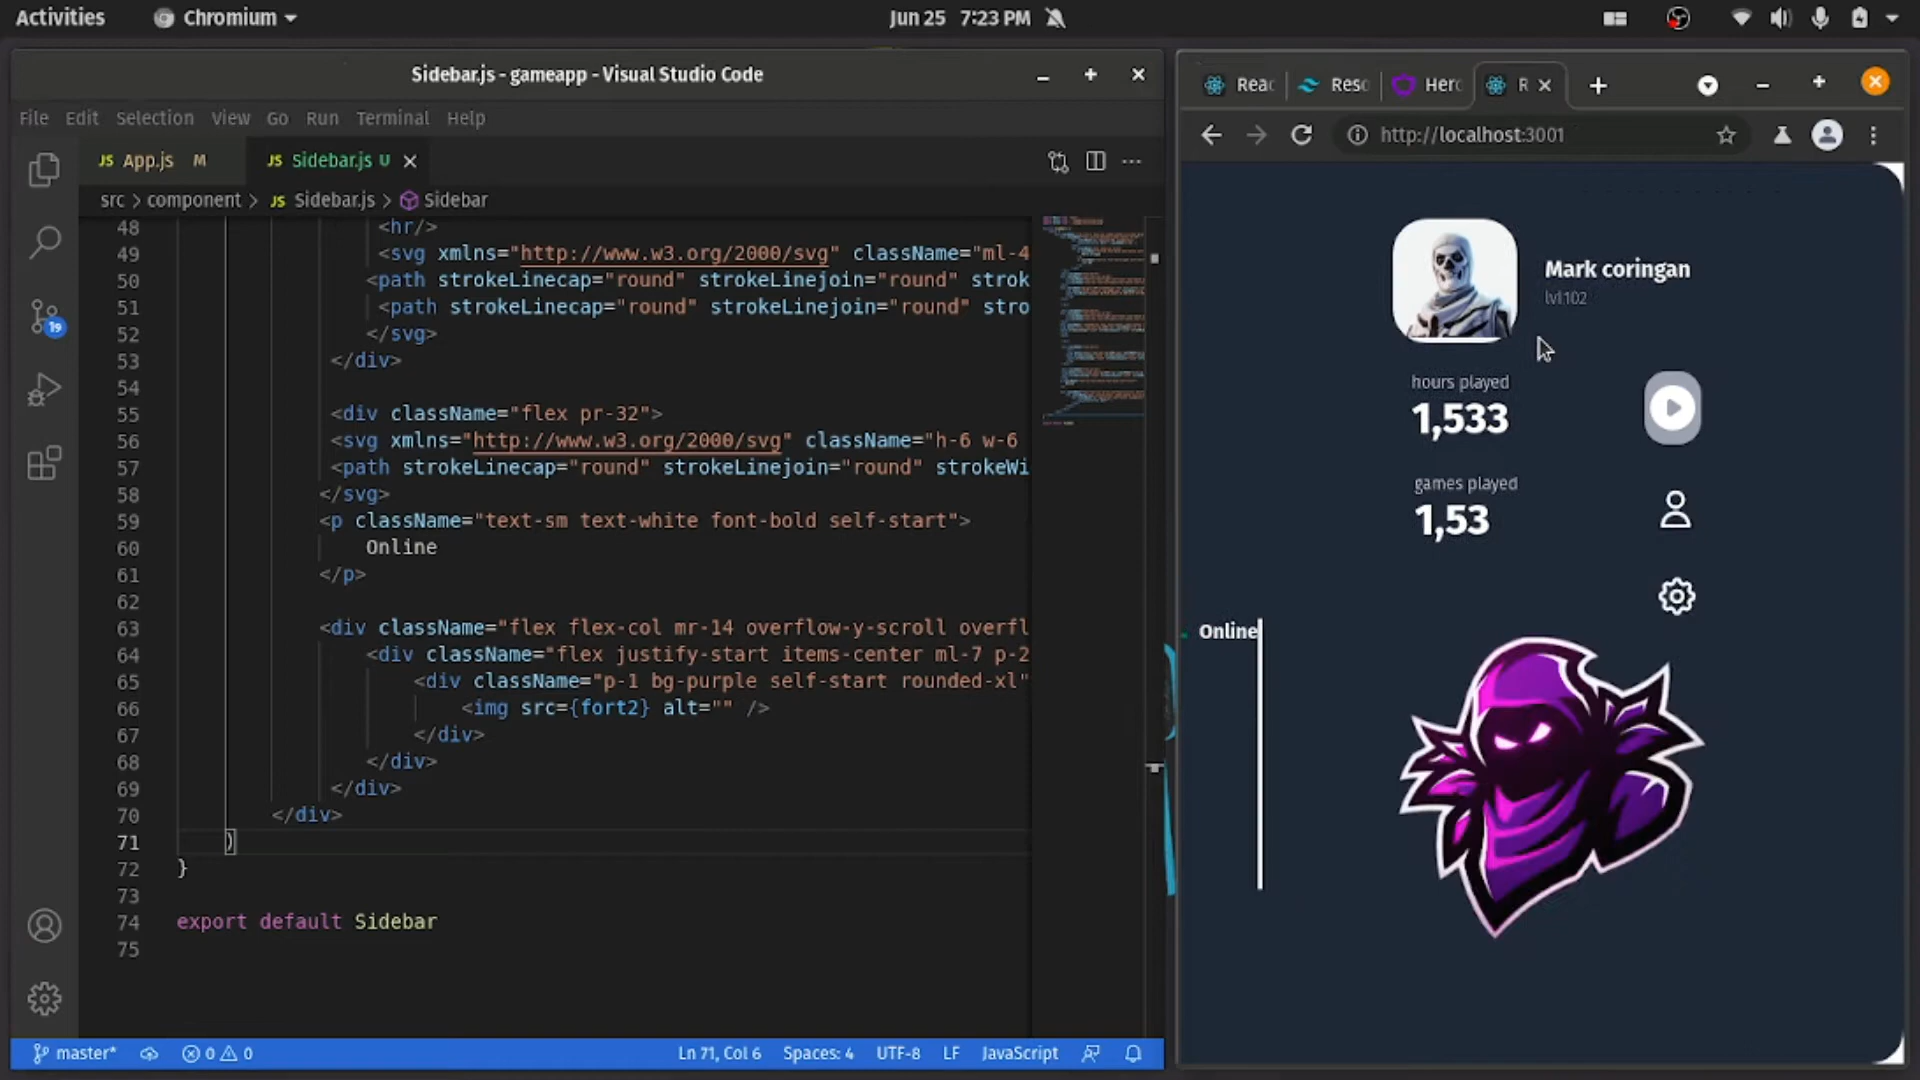 Activities
Chromium
Jun 25 7:23 PM
Sidebar.js - gameapp - Visual Studio Code
File Edit Selection View Go Run Terminal Help
JS App.js M
JS Sidebar.js U
src > component > JS Sidebar.js > Sidebar
48 <hr/>
49 <svg xmlns="http://www.w3.org/2000/svg" className="ml-4
50 <path strokeLinecap="round" strokeLinejoin="round" strok
51 <path strokeLinecap="round" strokeLinejoin="round" stro
52 </svg>
53 </div>
54
55 <div className="flex pr-32">
56 <svg xmlns="http://www.w3.org/2000/svg" className="h-6 w-6
57 <path strokeLinecap="round" strokeLinejoin="round" strokeWi
58 </svg>
59 <p className="text-sm text-white font-bold self-start">
60 Online
61 </p>
62
63 <div className="flex flex-col mr-14 overflow-y-scroll overfl
64 <div className="flex justify-start items-center ml-7 p-2
65 <div className="p-1 bg-purple self-start rounded-xl"
66 <img src={fort2} alt="" />
67 </div>
68 </div>
69 </div>
70 </div>
71 )
72 }
73
74 export default Sidebar
75
19
master*
0 0
Ln 71, Col 6
Spaces: 4
UTF-8
LF
JavaScript
Reac
Reso
Hero
R
http://localhost:3001
Mark coringan
lvl:102
hours played
1,533
games played
1,53
Online